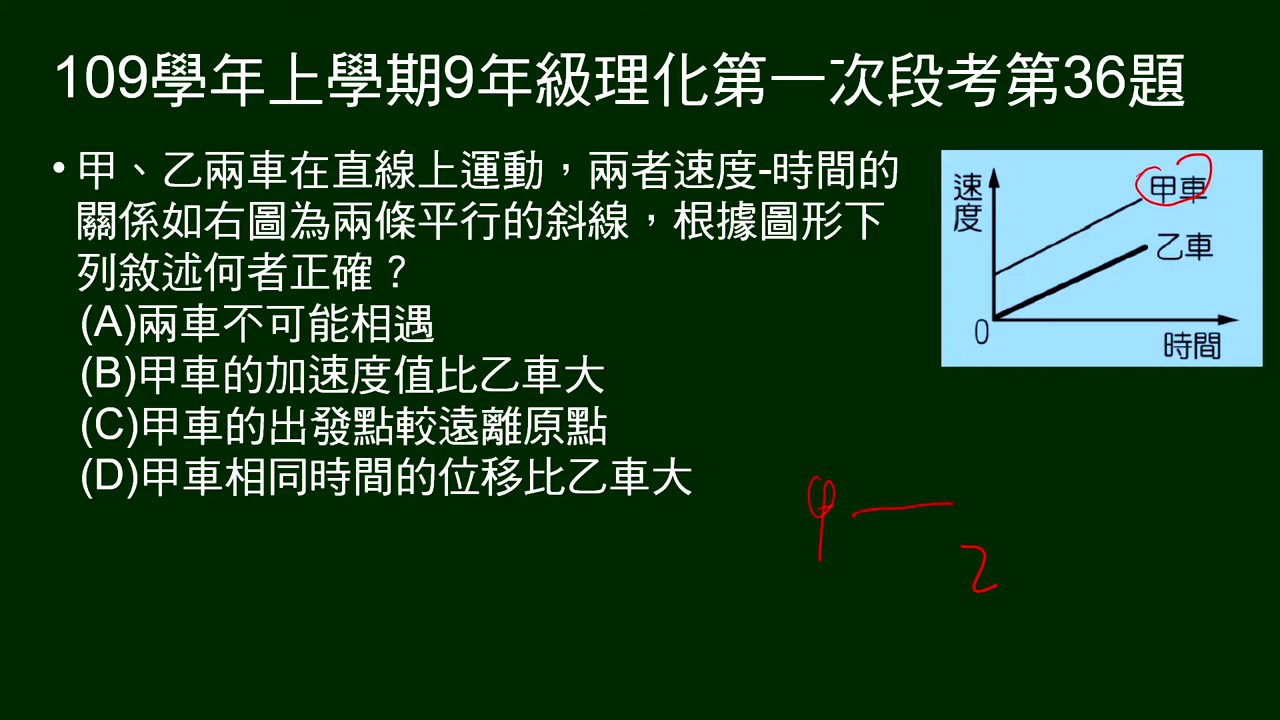 109學年上學期9年級理化第一次段考第36題
• 甲、乙兩車在直線上運動，兩者速度-時間的
關係如右圖為兩條平行的斜線，根據圖形下
列敘述何者正確？
(A)兩車不可能相遇
(B)甲車的加速度值比乙車大
(C)甲車的出發點較遠離原點
(D)甲車相同時間的位移比乙車大
速度
甲車
乙車
0
時間
甲
乙